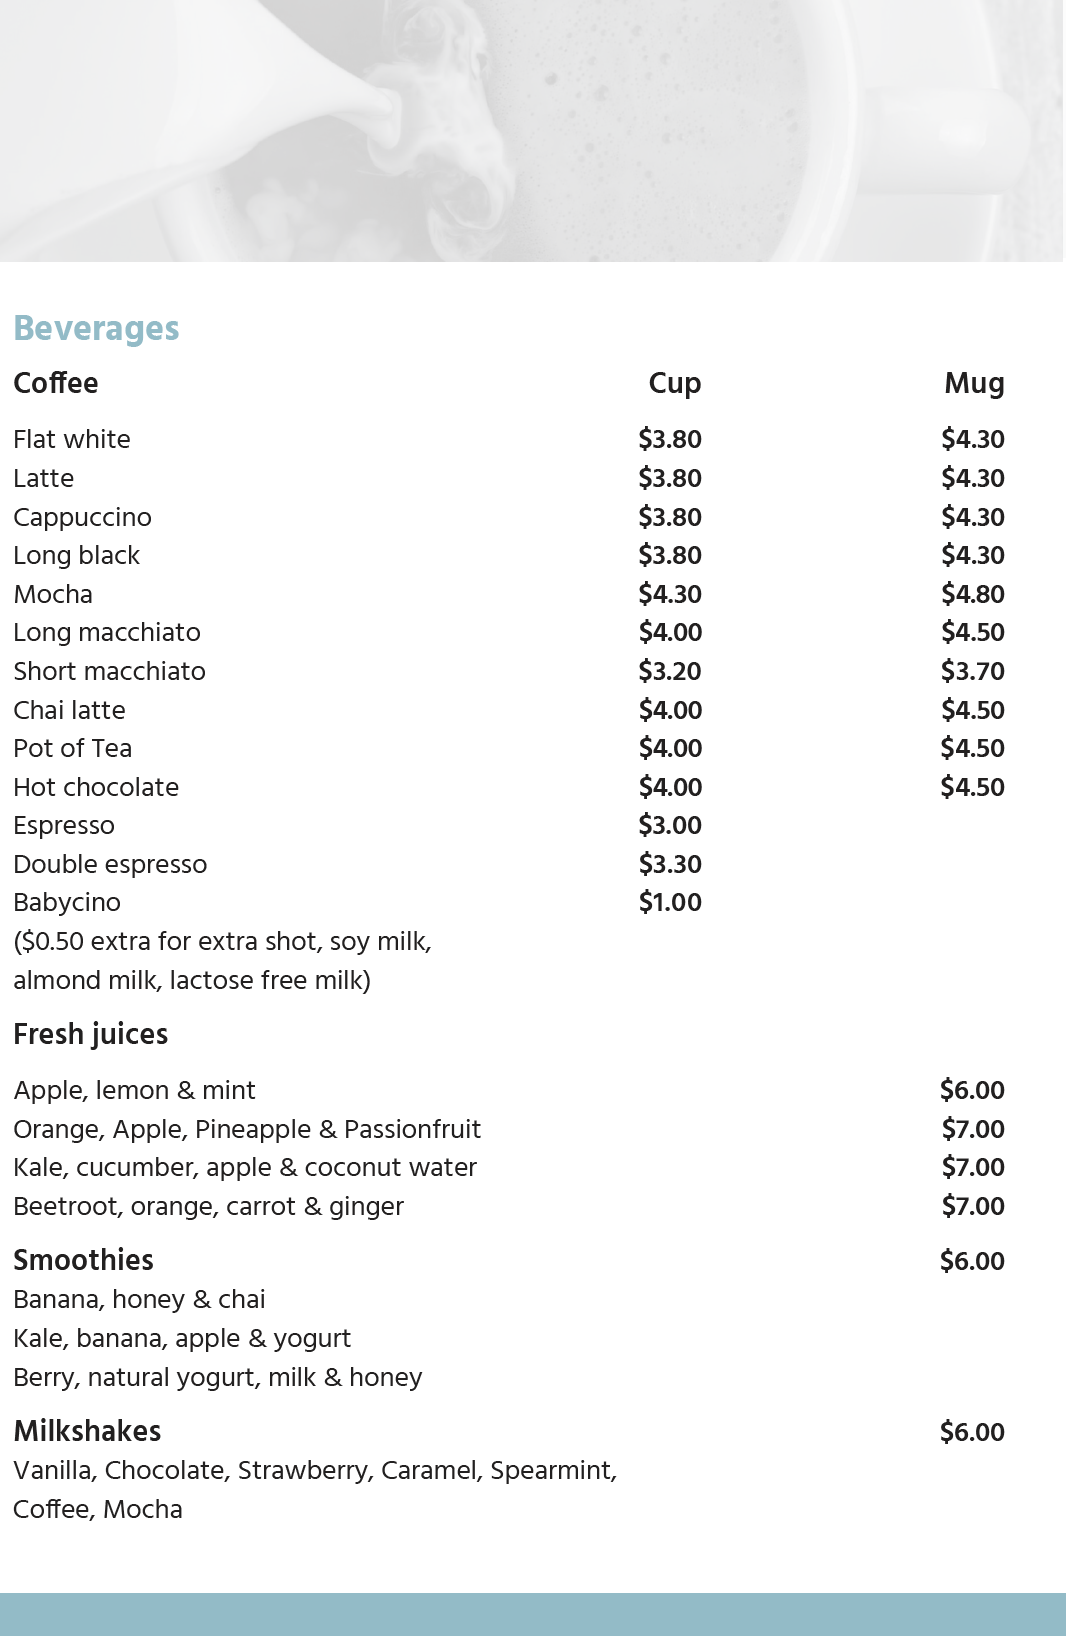 Beverages
Coffee Cup Mug
Flat white $3.80 $4.30
Latte $3.80 $4.30
Cappuccino $3.80 $4.30
Long black $3.80 $4.30
Mocha $4.30 $4.80
Long macchiato $4.00 $4.50
Short macchiato $3.20 $3.70
Chai latte $4.00 $4.50
Pot of Tea $4.00 $4.50
Hot chocolate $4.00 $4.50
Espresso $3.00
Double espresso $3.30
Babycino $1.00
($0.50 extra for extra shot, soy milk,
almond milk, lactose free milk)
Fresh juices
Apple, lemon & mint $6.00
Orange, Apple, Pineapple & Passionfruit $7.00
Kale, cucumber, apple & coconut water $7.00
Beetroot, orange, carrot & ginger $7.00
Smoothies $6.00
Banana, honey & chai
Kale, banana, apple & yogurt
Berry, natural yogurt, milk & honey
Milkshakes $6.00
Vanilla, Chocolate, Strawberry, Caramel, Spearmint,
Coffee, Mocha